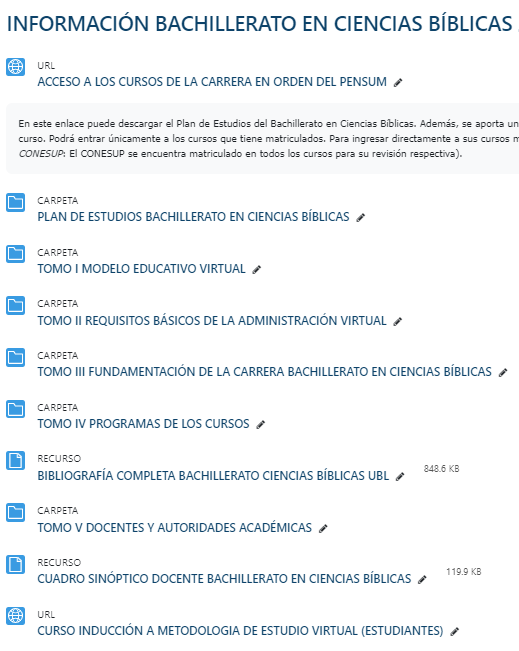 INFORMACIÓN BACHILLERATO EN CIENCIAS BÍBLICAS
URL
ACCESO A LOS CURSOS DE LA CARRERA EN ORDEN DEL PENSUM
En este enlace puede descargar el Plan de Estudios del Bachillerato en Ciencias Bíblicas. Además, se aporta un
curso. Podrá entrar únicamente a los cursos que tiene matriculados. Para ingresar directamente a sus cursos
CONESUP: El CONESUP se encuentra matriculado en todos los cursos para su revisión respectiva).
CARPETA
PLAN DE ESTUDIOS BACHILLERATO EN CIENCIAS BÍBLICAS
CARPETA
TOMO I MODELO EDUCATIVO VIRTUAL
CARPETA
TOMO II REQUISITOS BÁSICOS DE LA ADMINISTRACIÓN VIRTUAL
CARPETA
TOMO III FUNDAMENTACIÓN DE LA CARRERA BACHILLERATO EN CIENCIAS BÍBLICAS
CARPETA
TOMO IV PROGRAMAS DE LOS CURSOS
RECURSO
BIBLIOGRAFÍA COMPLETA BACHILLERATO CIENCIAS BÍBLICAS UBL 848.6 KB
CARPETA
TOMO V DOCENTES Y AUTORIDADES ACADÉMICAS
RECURSO
CUADRO SINÓPTICO DOCENTE BACHILLERATO EN CIENCIAS BÍBLICAS 119.9 KB
URL
CURSO INDUCCIÓN A METODOLOGIA DE ESTUDIO VIRTUAL (ESTUDIANTES)